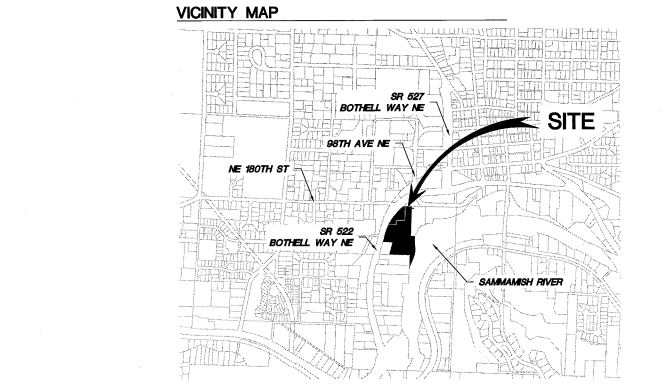 VICINITY MAP
SR 527
BOTHELL WAY NE
SITE
98TH AVE NE
NE 180TH ST
SR 522
BOTHELL WAY NE
SAMMAMISH RIVER